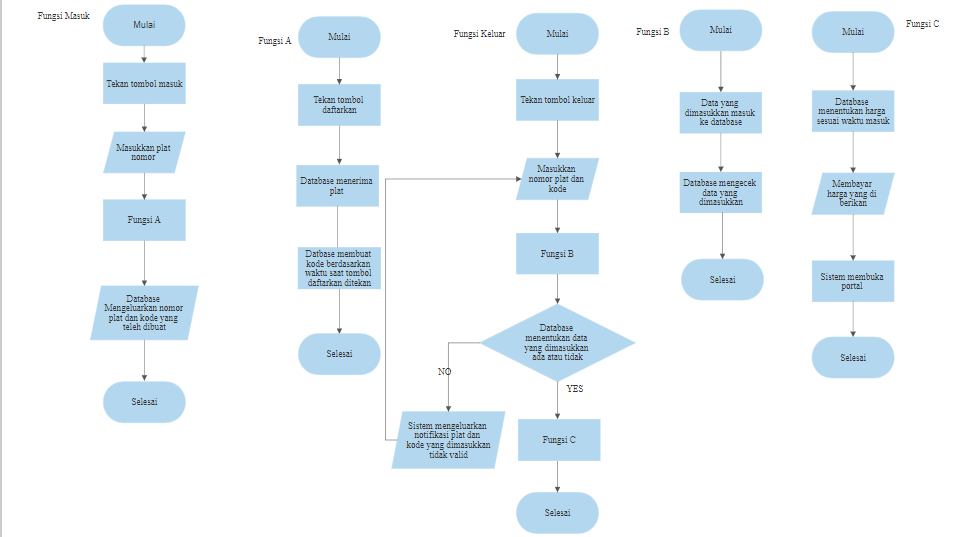 Fungsi Masuk
Mulai
Tekan tombol masuk
Masukkan plat
nomor
Fungsi A
Database
Mengeluarkan nomor
plat dan kode yang
teleh dibuat
Selesai
Fungsi A
Mulai
Tekan tombol
daftarkan
Database menerima
plat
Datbase membuat
kode berdasarkan
waktu saat tombol
daftarkan ditekan
Selesai
Fungsi Keluar
Mulai
Tekan tombol keluar
Masukkan
nomor plat dan
kode
Fungsi B
Database
menentukan data
yang dimasukkan
ada atau tidak
NO
YES
Sistem mengeluarkan
notifikasi plat dan
kode yang dimasukkan
tidak valid
Fungsi C
Selesai
Fungsi B
Mulai
Data yang
dimasukkan masuk
ke database
Database mengecek
data yang
dimasukkan
Selesai
Fungsi C
Mulai
Database
menentukan harga
sesuai waktu masuk
Membayar
harga yang di
berikan
Sistem membuka
portal
Selesai